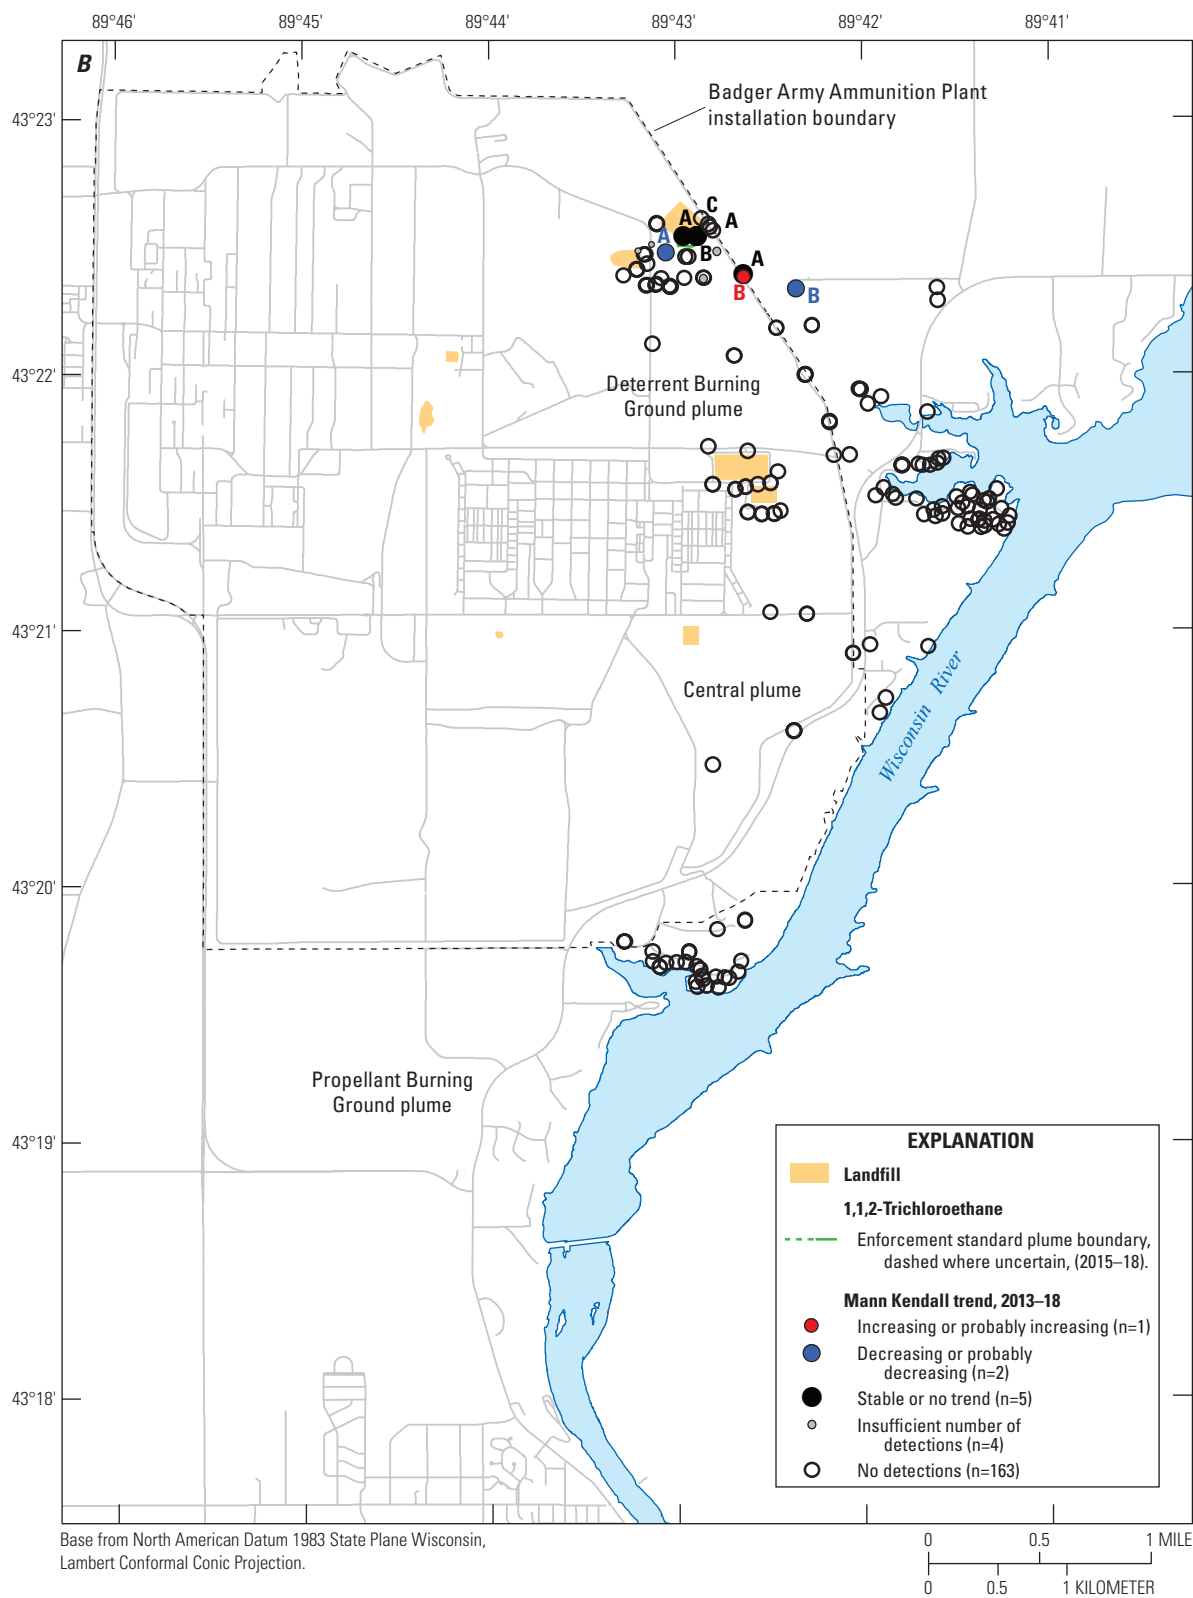 89°46'
89°45'
89°44'
89°43'
89°42'
89°41'
B
Badger Army Ammunition Plant
installation boundary
43°23'
C
A
A
A
B
A
B
B
43°22'
Deterrent Burning
Ground plume
43°21'
Wisconsin River
Central plume
43°20'
Propellant Burning
Ground plume
43°19'
43°18'
EXPLANATION
Landfill
1,1,2-Trichloroethane
Enforcement standard plume boundary,
dashed where uncertain, (2015–18).
Mann Kendall trend, 2013–18
Increasing or probably increasing (n=1)
Decreasing or probably
decreasing (n=2)
Stable or no trend (n=5)
Insufficient number of
detections (n=4)
No detections (n=163)
Base from North American Datum 1983 State Plane Wisconsin,
Lambert Conformal Conic Projection.
0 0.5 1 MILE
0 0.5 1 KILOMETER